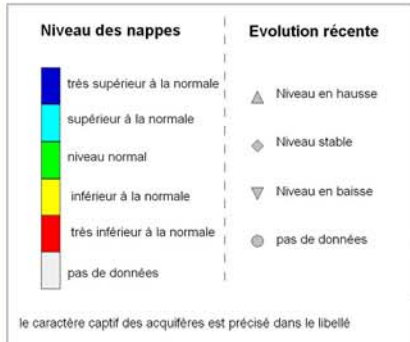 Niveau des nappes
très supérieur à la normale
supérieur à la normale
niveau normal
inférieur à la normale
très inférieur à la normale
pas de données
Evolution récente
Niveau en hausse
Niveau stable
Niveau en baisse
pas de données
le caractère captif des acquifères est précisé dans le libellé